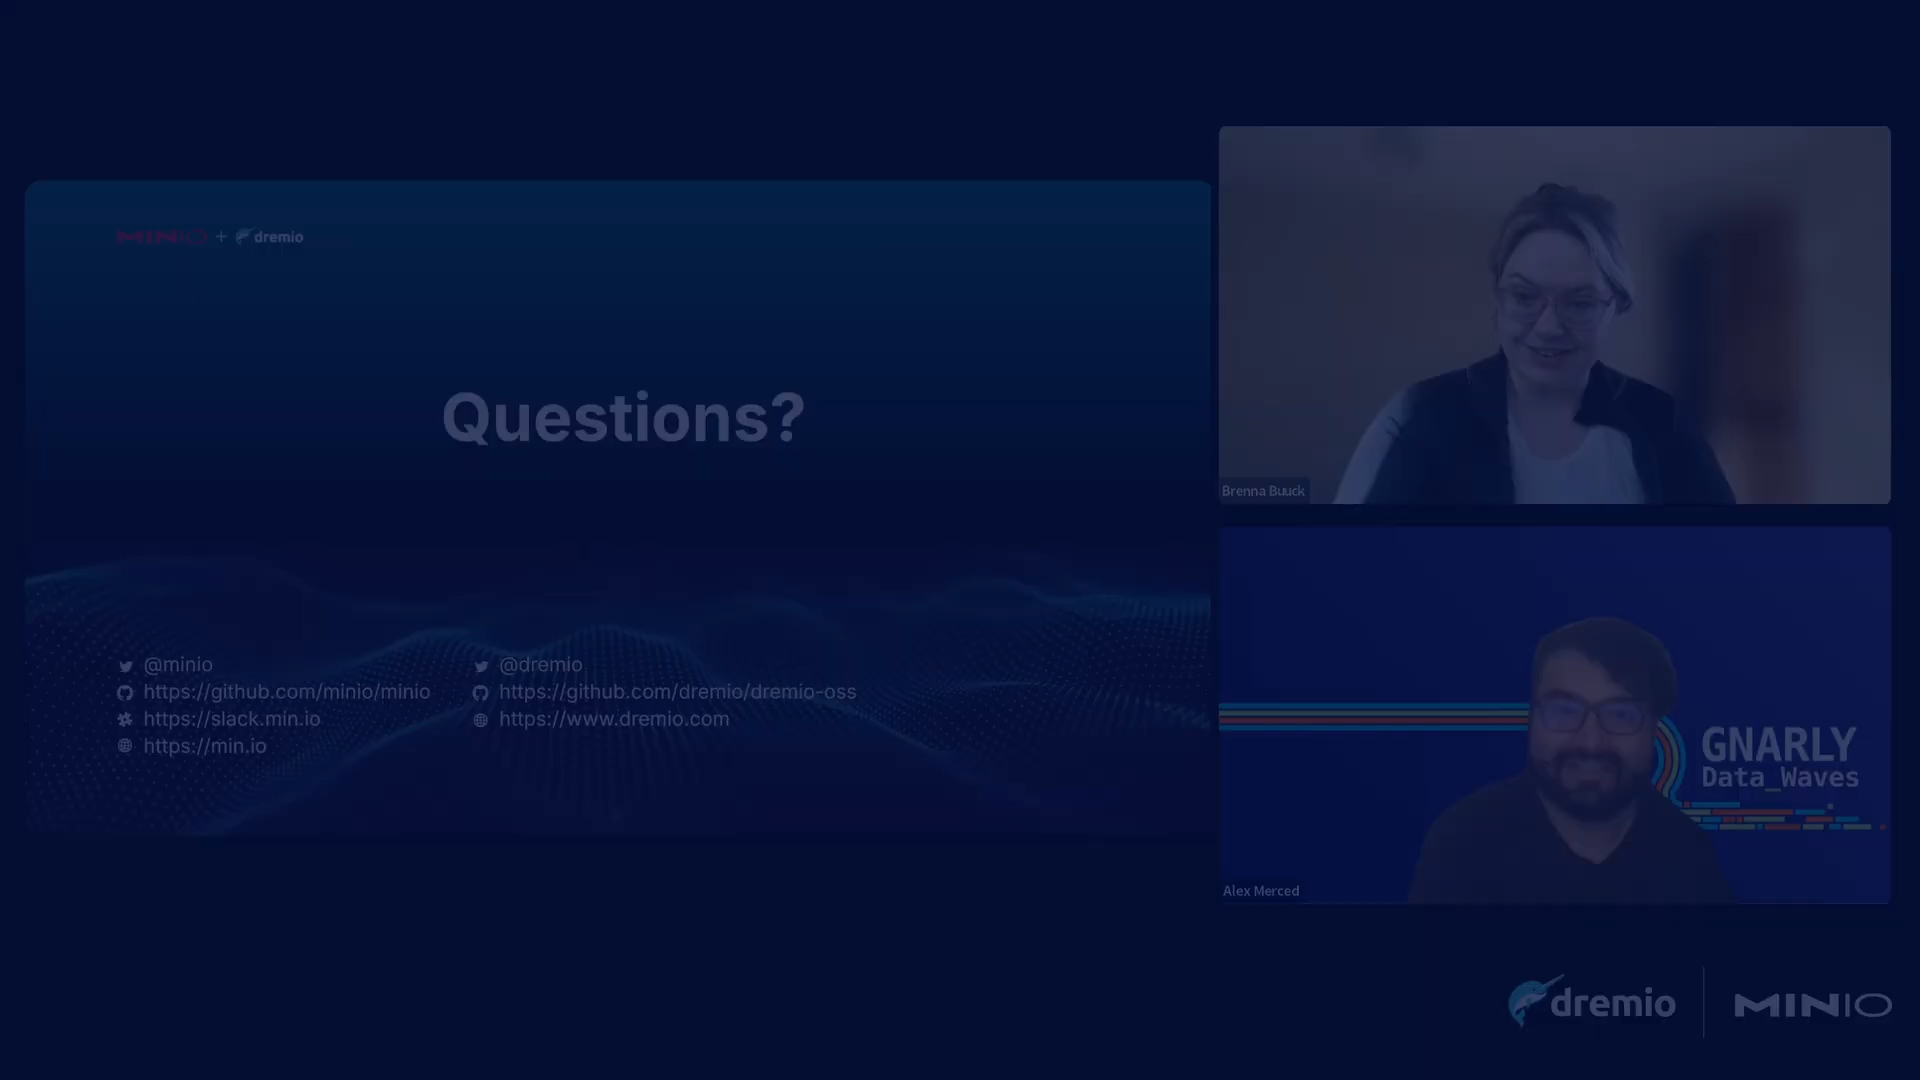 MINIO + dremio
Questions?
@minio
https://github.com/minio/minio
https://slack.min.io
https://min.io
@dremio
https://github.com/dremio/dremio-oss
https://www.dremio.com
Brenna Buuck
GNARLY
Data_Waves
Alex Merced
dremio | MINIO